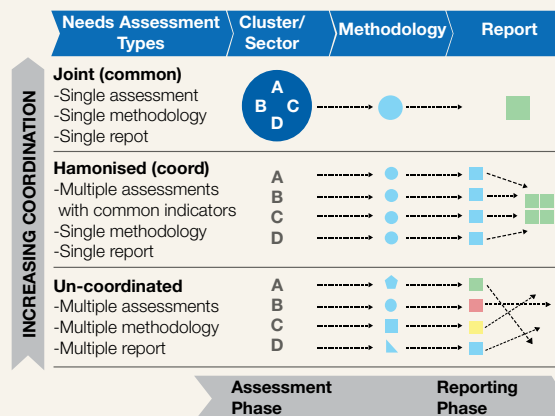 Needs Assessment
Types
Cluster/
Sector
Methodology
Report
INCREASING COORDINATION
Joint (common)
-Single assessment
-Single methodology
-Single repot
A
B C
D
Hamonised (coord)
-Multiple assessments
with common indicators
-Single methodology
-Single report
A
B
C
D
Un-coordinated
-Multiple assessments
-Multiple methodology
-Multiple report
A
B
C
D
Assessment
Phase
Reporting
Phase